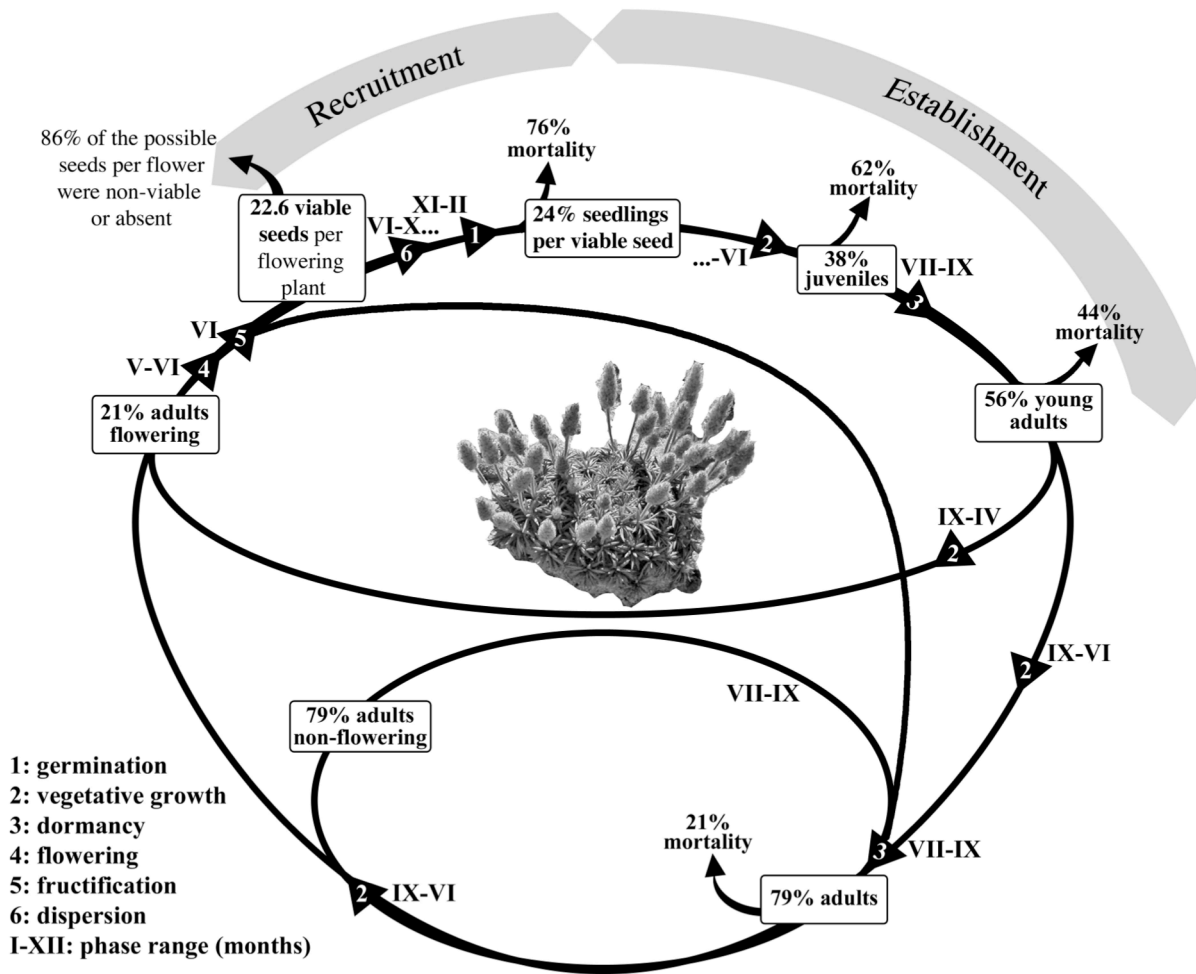 Recruitment
Establishment
86% of the possible
seeds per flower
were non-viable
or absent
76%
mortality
62%
mortality
44%
mortality
22.6 viable
seeds per
flowering
plant
VI-X...
6
XI-II
1
24% seedlings
per viable seed
...-VI
2
38%
juveniles
VII-IX
3
56% young
adults
VI
5
V-VI
4
21% adults
flowering
IX-IV
2
IX-VI
2
VII-IX
79% adults
non-flowering
21%
mortality
3
VII-IX
79% adults
2
IX-VI
1: germination
2: vegetative growth
3: dormancy
4: flowering
5: fructification
6: dispersion
I-XII: phase range (months)